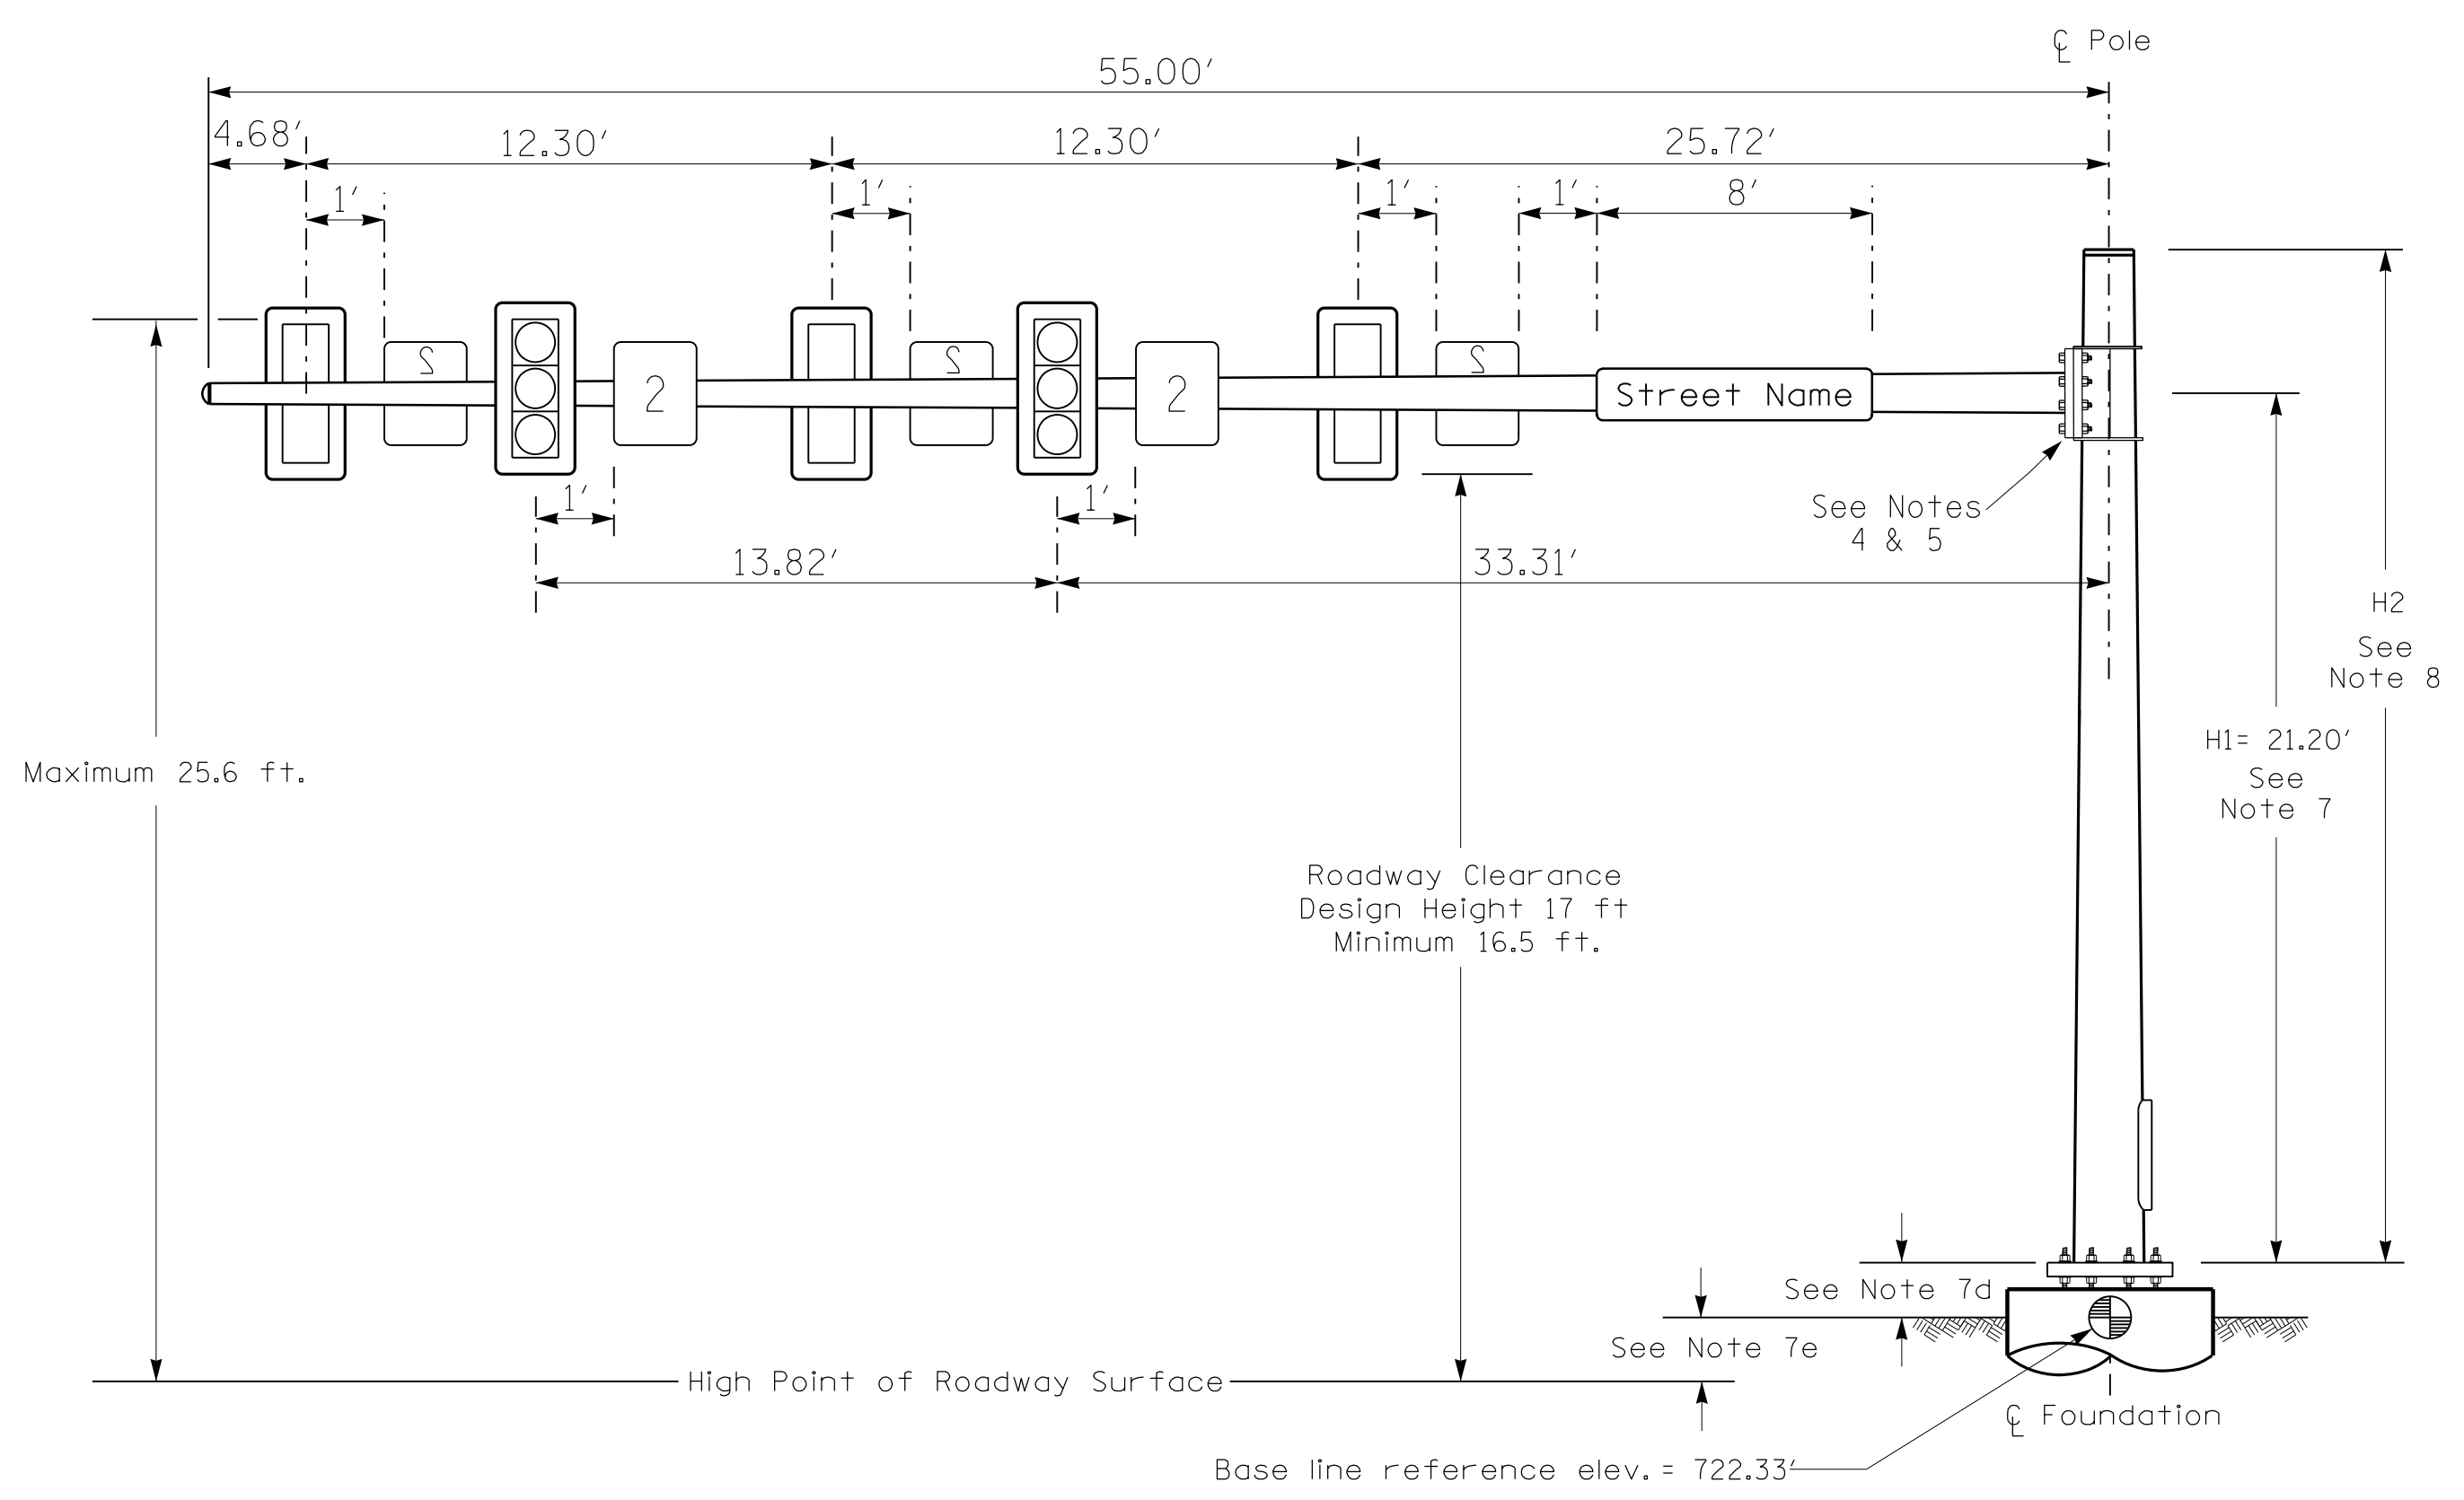 ℄ Pole
55.00'
4.68' 12.30' 12.30' 25.72'
1' 1' 1' 1' 8'
2 2 2
2 2 Street Name
1' 1'
See Notes
4 & 5
13.82' 33.31'
H2
See
Note 8
H1= 21.20'
See
Note 7
Maximum 25.6 ft.
Roadway Clearance
Design Height 17 ft
Minimum 16.5 ft.
See Note 7d
See Note 7e
High Point of Roadway Surface
℄ Foundation
Base line reference elev. = 722.33'